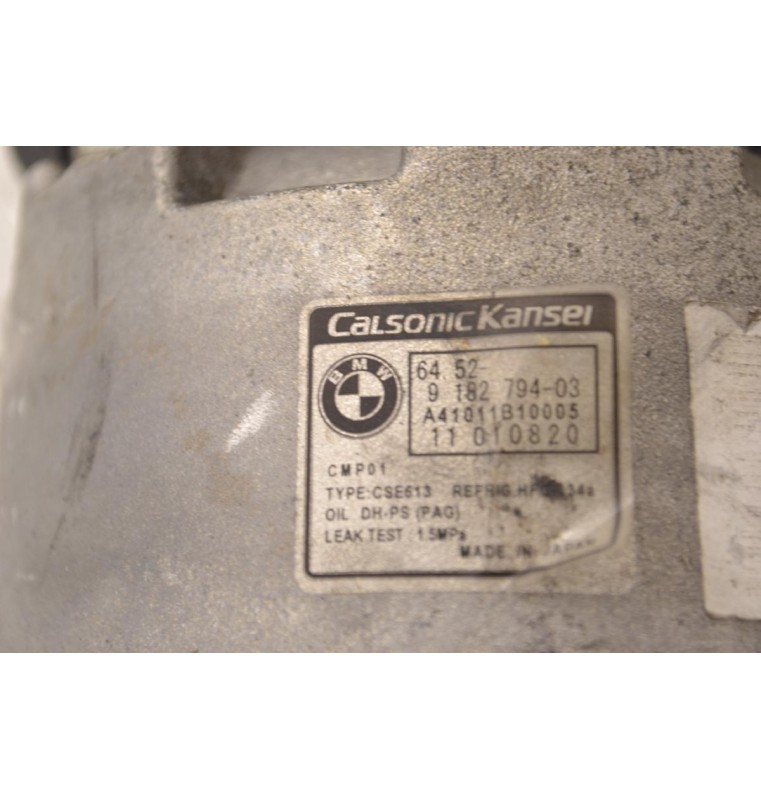 CALSONIC KANSEI
BMW
64 52-
9 182 794-03
A41011B10005
11 010820
CMP01
TYPE:CSE613 REFRIG.
OIL DH-PS (PAG)
LEAK TEST 1.5MPa
MADE IN JAPAN